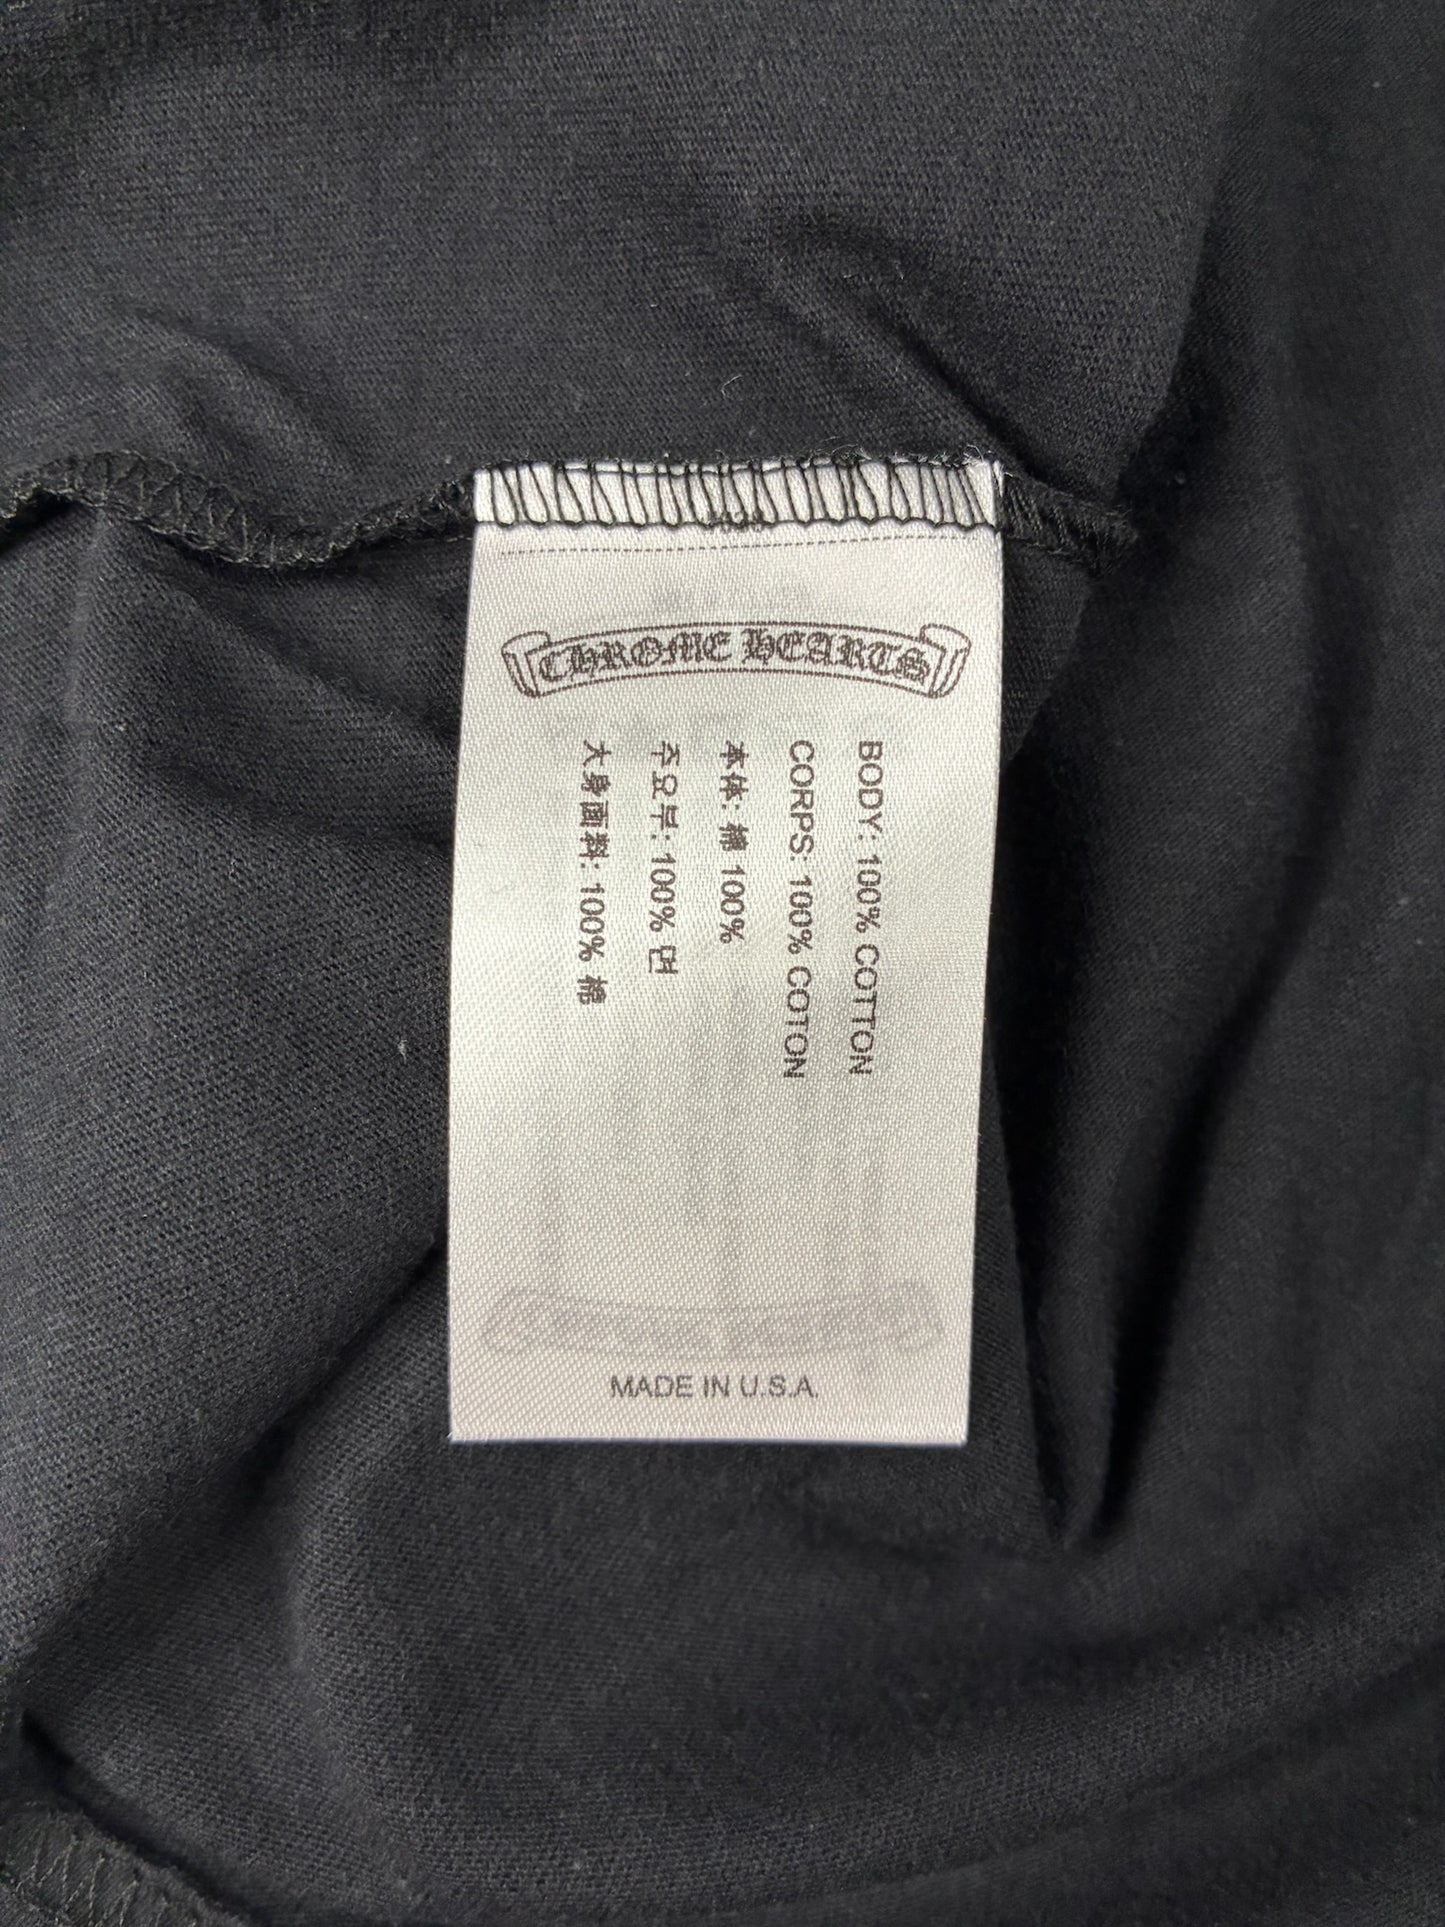 CHROME HEARTS
BODY: 100% COTTON
CORPS: 100% COTON
本体: 棉 100%
주요부: 100% 면
大身面料: 100% 棉
MADE IN U.S.A.